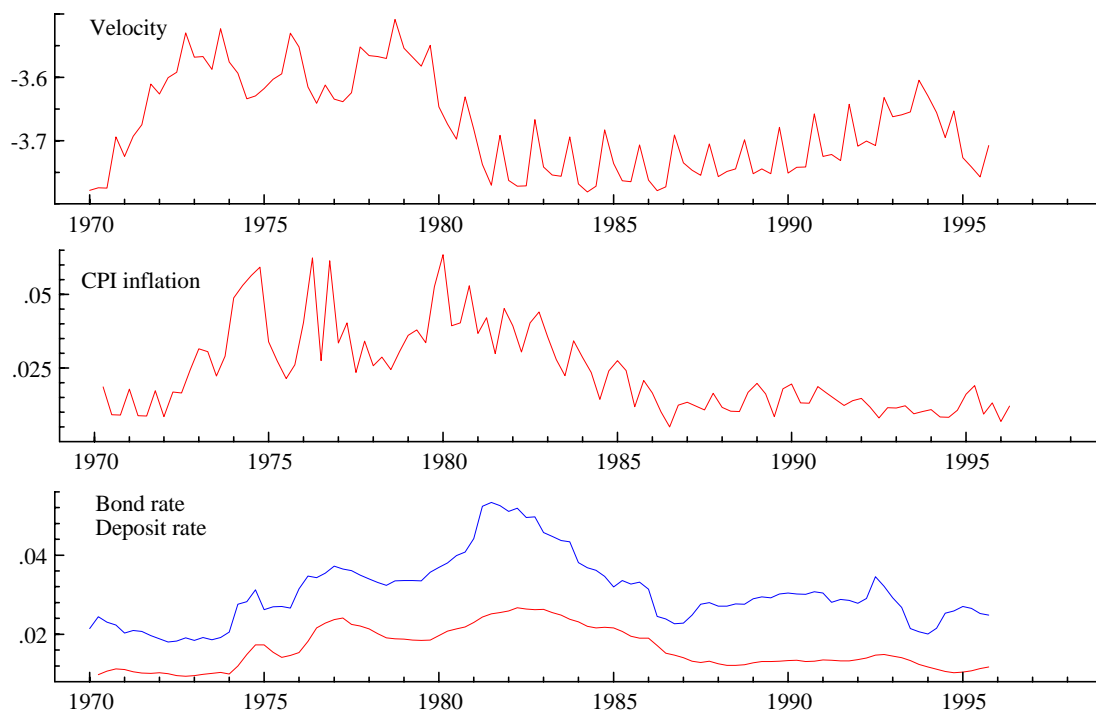 Velocity
-3.6
-3.7
1970 1975 1980 1985 1990 1995
CPI inflation
.05
.025
1970 1975 1980 1985 1990 1995
Bond rate
Deposit rate
.04
.02
1970 1975 1980 1985 1990 1995